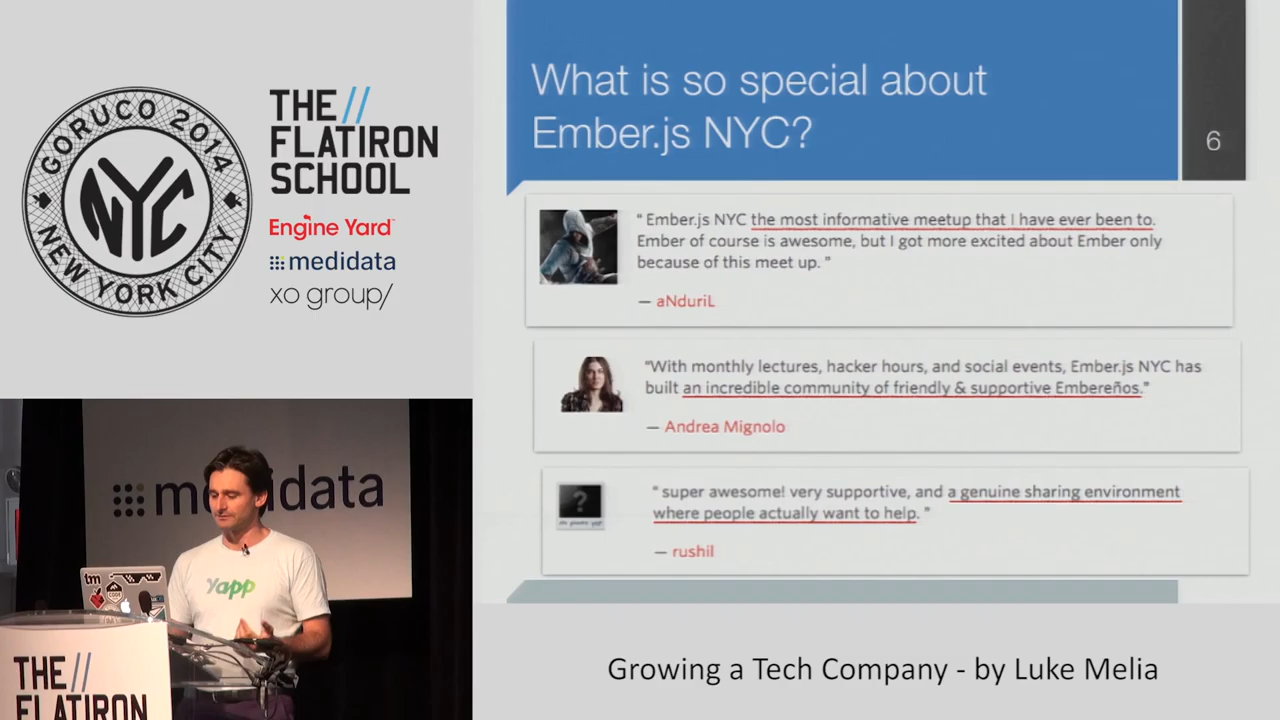 GORUCO 2014
NYC
NEW YORK CITY
THE //
FLATIRON
SCHOOL
Engine Yard
medidata
xo group/
What is so special about
Ember.js NYC?
6
" Ember.js NYC the most informative meetup that I have ever been to.
Ember of course is awesome, but I got more excited about Ember only
because of this meet up. "
— aNduriL
"With monthly lectures, hacker hours, and social events, Ember.js NYC has
built an incredible community of friendly & supportive Embereños."
— Andrea Mignolo
" super awesome! very supportive, and a genuine sharing environment
where people actually want to help. "
— rushil
medidata
tm
CODE
yapp
THE //
FLATIRON
Growing a Tech Company - by Luke Melia